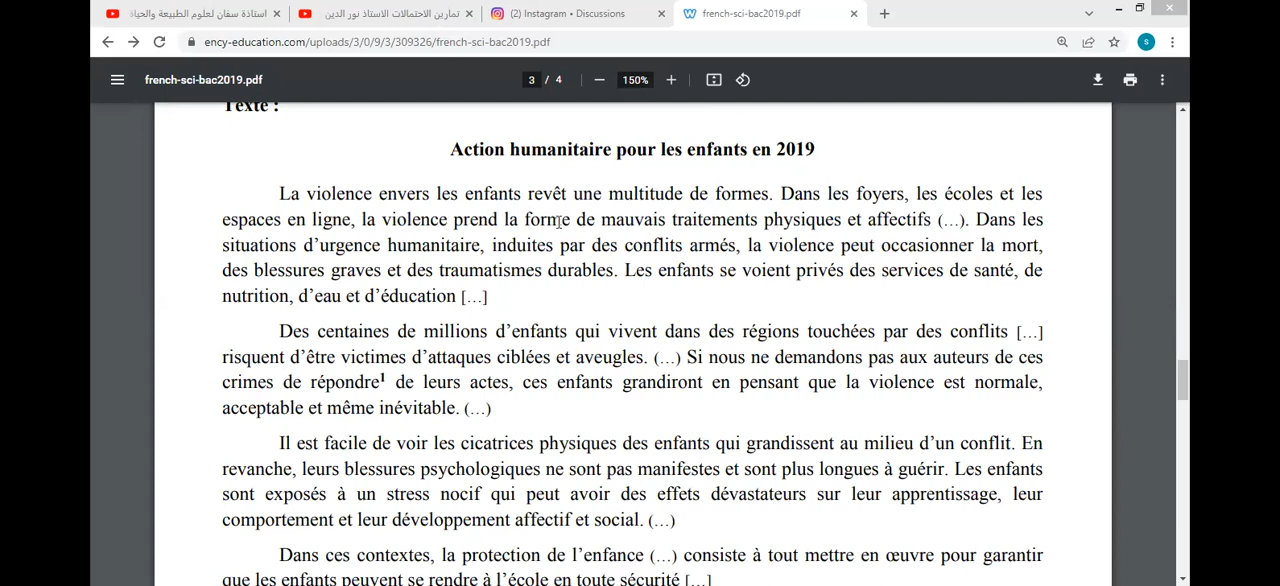 استاذة سفان لعلوم الطبيعة والحياة
تمارين الاحتمالات الاستاذ نور الدين
(2) Instagram • Discussions
french-sci-bac2019.pdf
ency-education.com/uploads/3/0/9/3/309326/french-sci-bac2019.pdf
s
french-sci-bac2019.pdf
3 / 4
150%
Texte :
Action humanitaire pour les enfants en 2019
La violence envers les enfants revêt une multitude de formes. Dans les foyers, les écoles et les
espaces en ligne, la violence prend la forme de mauvais traitements physiques et affectifs (…). Dans les
situations d’urgence humanitaire, induites par des conflits armés, la violence peut occasionner la mort,
des blessures graves et des traumatismes durables. Les enfants se voient privés des services de santé, de
nutrition, d’eau et d’éducation […]
Des centaines de millions d’enfants qui vivent dans des régions touchées par des conflits […]
risquent d’être victimes d’attaques ciblées et aveugles. (…) Si nous ne demandons pas aux auteurs de ces
crimes de répondre¹ de leurs actes, ces enfants grandiront en pensant que la violence est normale,
acceptable et même inévitable. (…)
Il est facile de voir les cicatrices physiques des enfants qui grandissent au milieu d’un conflit. En
revanche, leurs blessures psychologiques ne sont pas manifestes et sont plus longues à guérir. Les enfants
sont exposés à un stress nocif qui peut avoir des effets dévastateurs sur leur apprentissage, leur
comportement et leur développement affectif et social. (…)
Dans ces contextes, la protection de l’enfance (…) consiste à tout mettre en œuvre pour garantir
que les enfants peuvent se rendre à l’école en toute sécurité […]